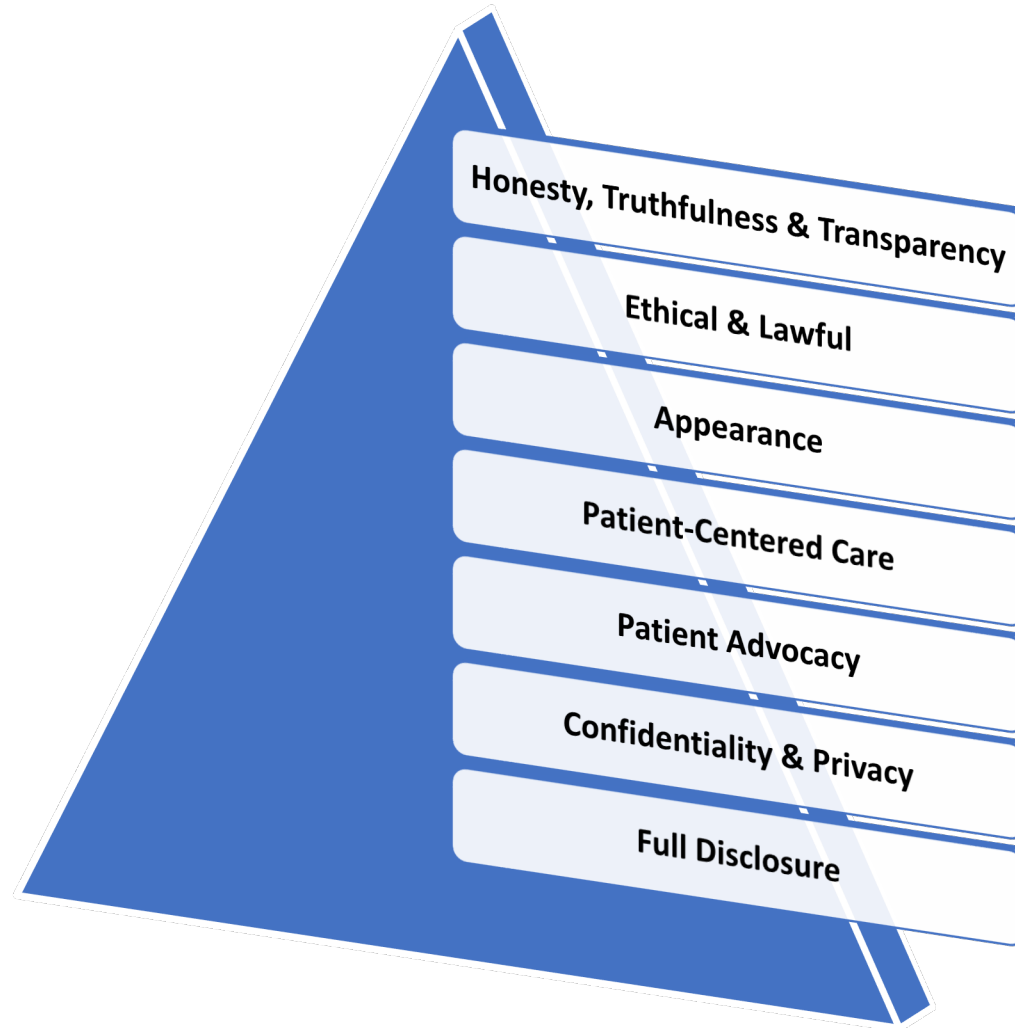 Honesty, Truthfulness & Transparency
Ethical & Lawful
Appearance
Patient-Centered Care
Patient Advocacy
Confidentiality & Privacy
Full Disclosure